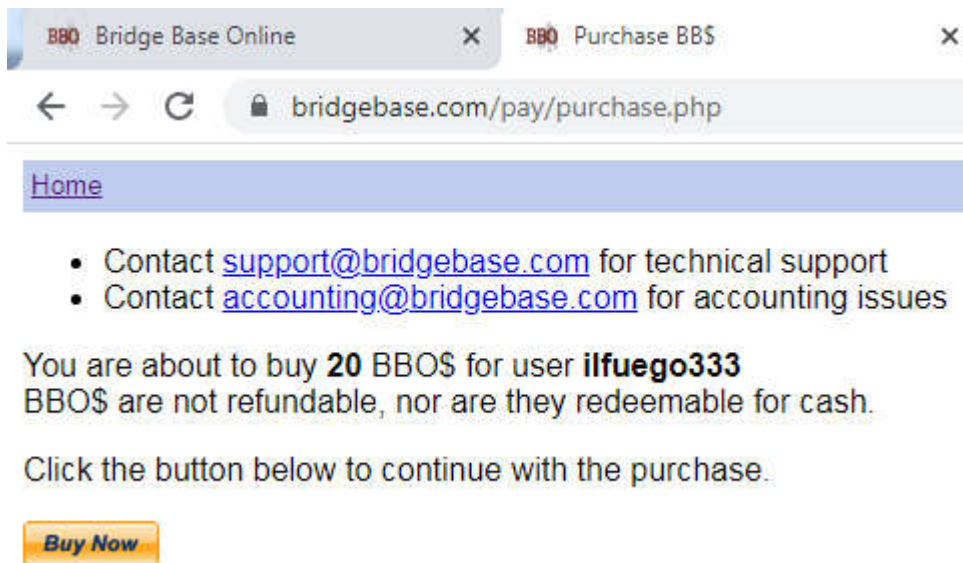 BBO Bridge Base Online × BBO Purchase BB$ ×
bridgebase.com/pay/purchase.php
Home
• Contact support@bridgebase.com for technical support
• Contact accounting@bridgebase.com for accounting issues
You are about to buy 20 BBO$ for user ilfuego333
BBO$ are not refundable, nor are they redeemable for cash.
Click the button below to continue with the purchase.
Buy Now